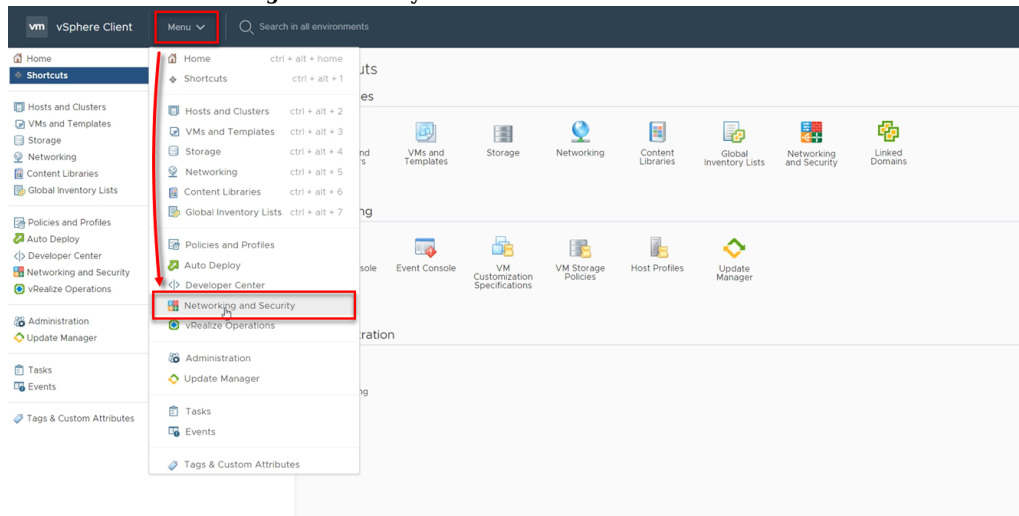 vm vSphere Client Menu Search in all environments
Home
Shortcuts
Hosts and Clusters
VMs and Templates
Storage
Networking
Content Libraries
Global Inventory Lists
Policies and Profiles
Auto Deploy
Developer Center
Networking and Security
vRealize Operations
Administration
Update Manager
Tasks
Events
Tags & Custom Attributes
Home ctrl + alt + home
Shortcuts ctrl + alt + 1
Hosts and Clusters ctrl + alt + 2
VMs and Templates ctrl + alt + 3
Storage ctrl + alt + 4
Networking ctrl + alt + 5
Content Libraries ctrl + alt + 6
Global Inventory Lists ctrl + alt + 7
Policies and Profiles
Auto Deploy
Developer Center
Networking and Security
vRealize Operations
Administration
Update Manager
Tasks
Events
Tags & Custom Attributes
uts
es
nd
rs
VMs and
Templates
Storage
Networking
Content
Libraries
Global
Inventory Lists
Networking
and Security
Linked
Domains
ng
sole
Event Console
VM
Customization
Specifications
VM Storage
Policies
Host Profiles
Update
Manager
ration
ng